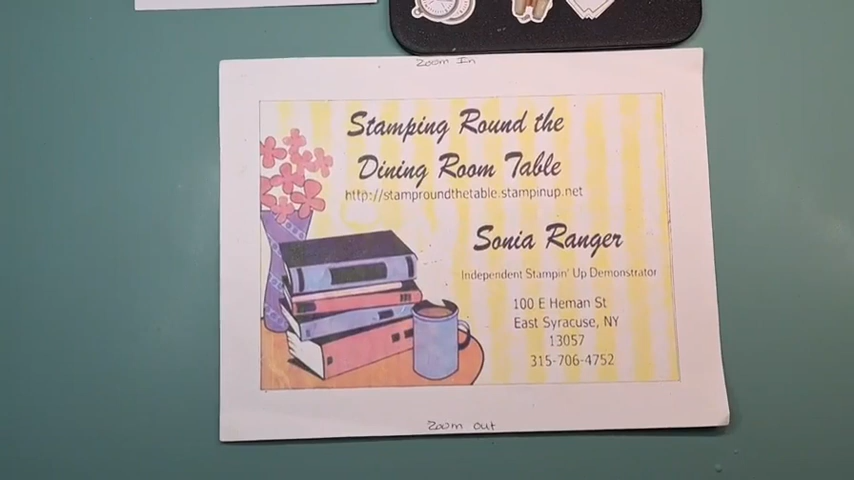 Zoom In
Stamping Round the
Dining Room Table
http://stamproundthetable.stampinup.net
Sonia Ranger
Independent Stampin' Up Demonstrator
100 E Heman St
East Syracuse, NY
13057
315-706-4752
Zoom out